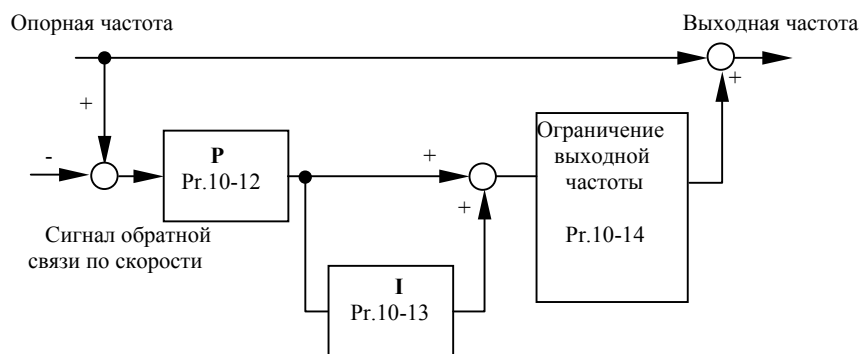 Опорная частота
Выходная частота
+
+
-
P
Pr.10-12
+
+
Ограничение
выходной
частоты
Pr.10-14
Сигнал обратной
связи по скорости
I
Pr.10-13